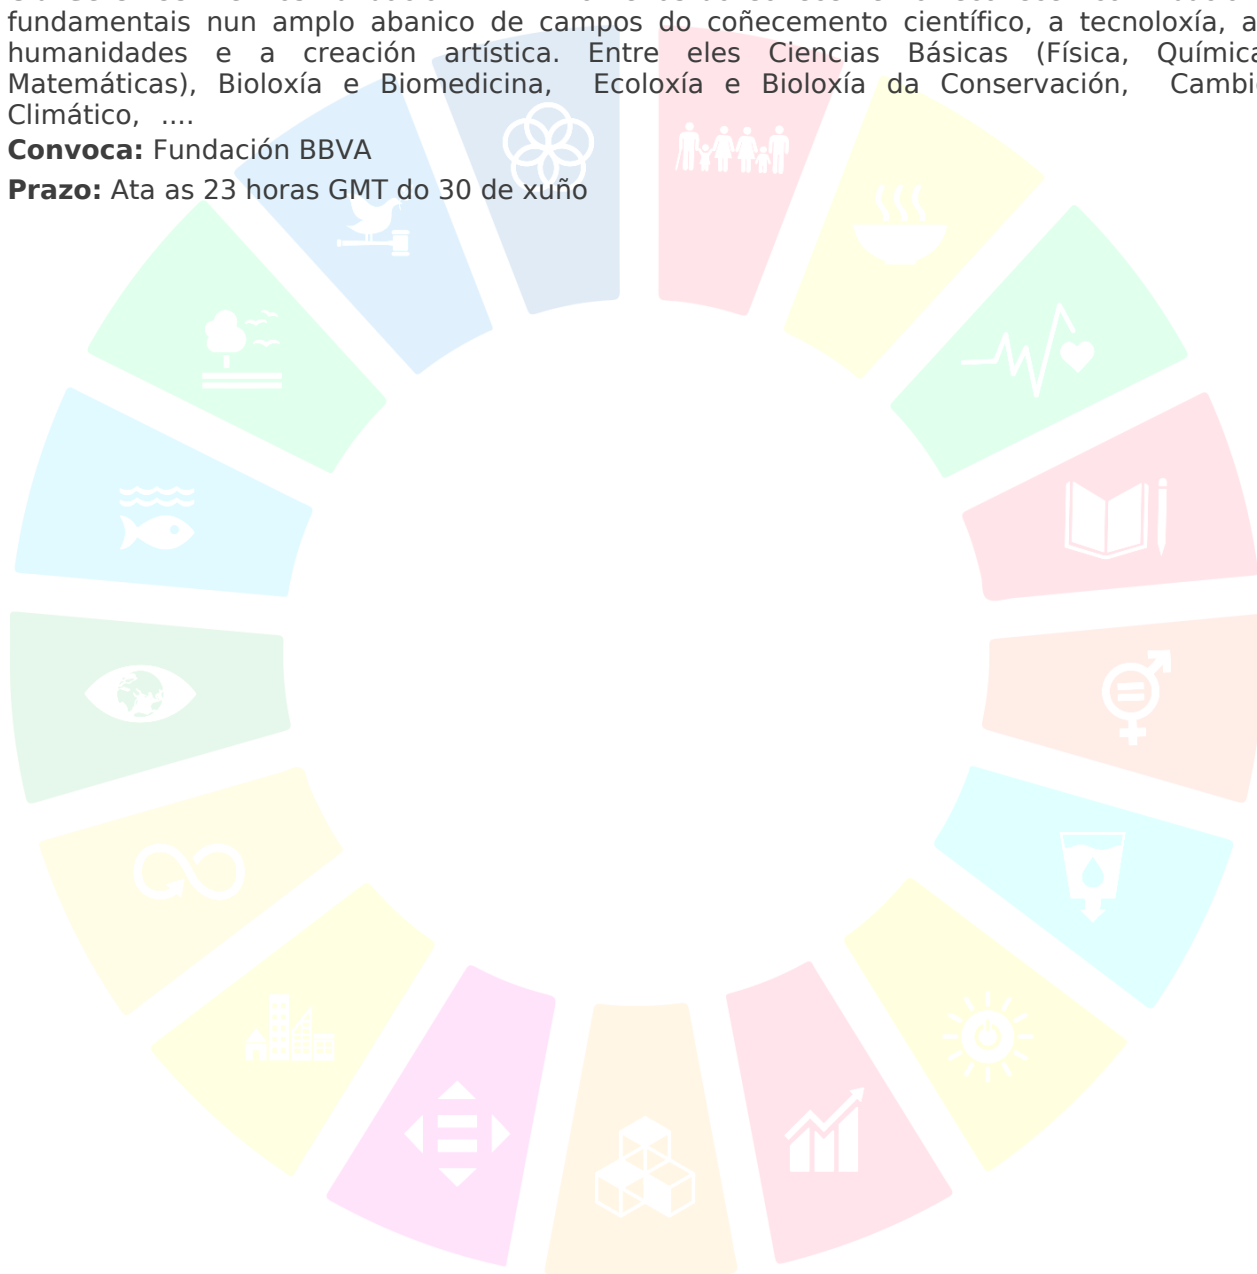 fundamentais nun amplo abanico de campos do coñecemento científico, a tecnoloxía, a
humanidades e a creación artística. Entre eles Ciencias Básicas (Física, Química
Matemáticas), Bioloxía e Biomedicina, Ecoloxía e Bioloxía da Conservación, Cambi
Climático, ....
Convoca: Fundación BBVA
Prazo: Ata as 23 horas GMT do 30 de xuño